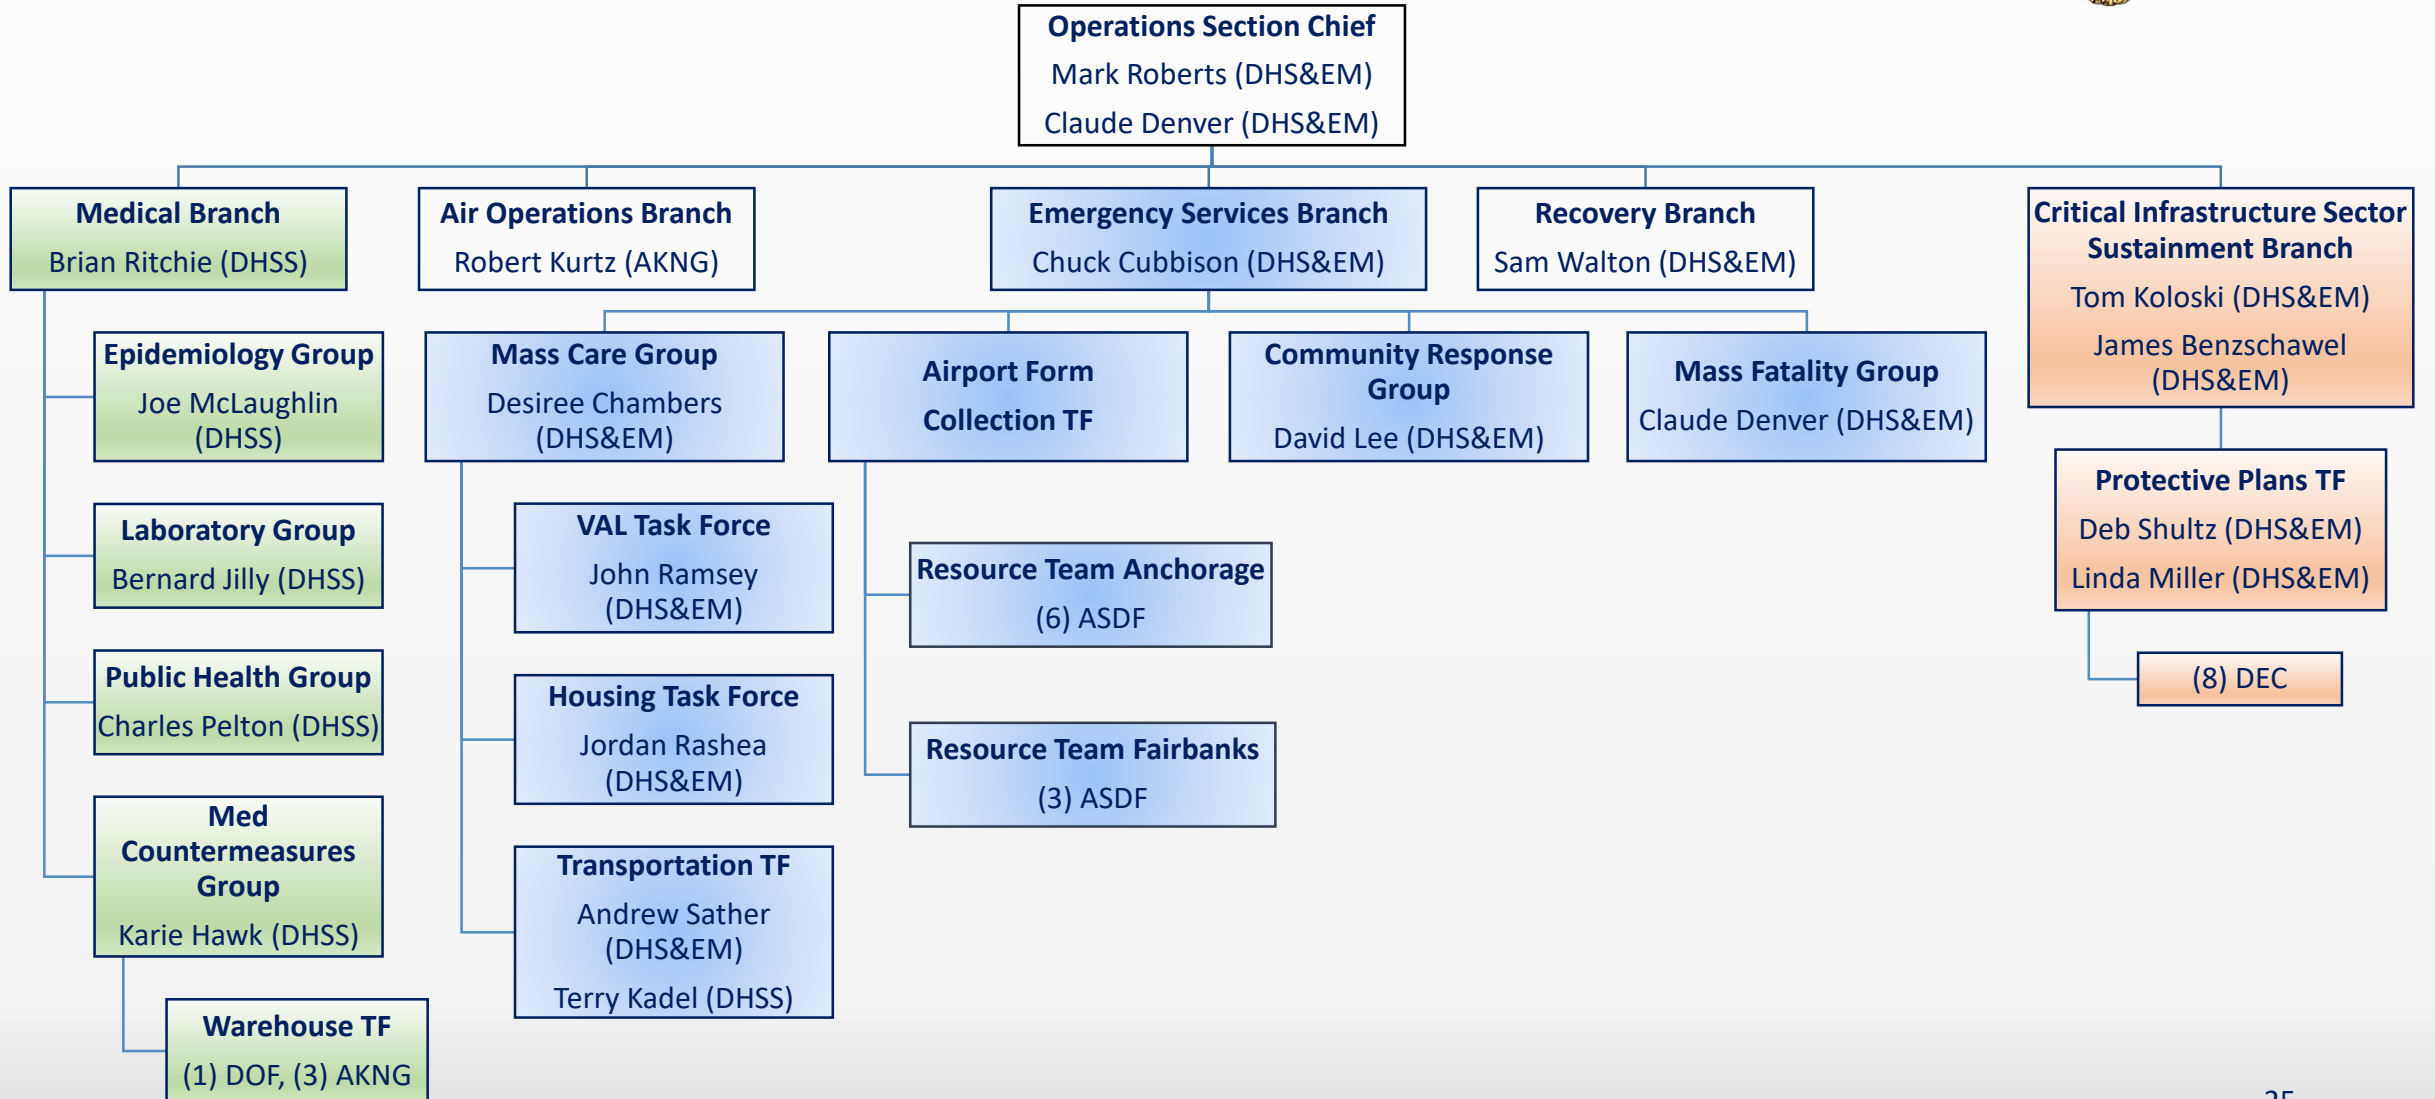 Operations Section Chief
Mark Roberts (DHS&EM)
Claude Denver (DHS&EM)
Medical Branch
Brian Ritchie (DHSS)
Air Operations Branch
Robert Kurtz (AKNG)
Emergency Services Branch
Chuck Cubbison (DHS&EM)
Recovery Branch
Sam Walton (DHS&EM)
Critical Infrastructure Sector
Sustainment Branch
Tom Koloski (DHS&EM)
James Benzschawel
(DHS&EM)
Epidemiology Group
Joe McLaughlin
(DHSS)
Laboratory Group
Bernard Jilly (DHSS)
Public Health Group
Charles Pelton (DHSS)
Med
Countermeasures
Group
Karie Hawk (DHSS)
Warehouse TF
(1) DOF, (3) AKNG
Mass Care Group
Desiree Chambers
(DHS&EM)
VAL Task Force
John Ramsey
(DHS&EM)
Housing Task Force
Jordan Rashea
(DHS&EM)
Transportation TF
Andrew Sather
(DHS&EM)
Terry Kadel (DHSS)
Airport Form
Collection TF
Resource Team Anchorage
(6) ASDF
Resource Team Fairbanks
(3) ASDF
Community Response
Group
David Lee (DHS&EM)
Mass Fatality Group
Claude Denver (DHS&EM)
Protective Plans TF
Deb Shultz (DHS&EM)
Linda Miller (DHS&EM)
(8) DEC